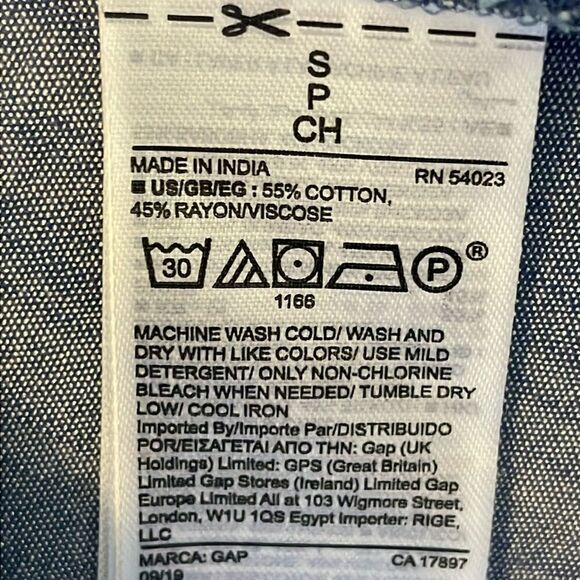 S
P
CH
MADE IN INDIA RN 54023
US/GB/EG : 55% COTTON,
45% RAYON/VISCOSE
30 P ®
1166
MACHINE WASH COLD/ WASH AND
DRY WITH LIKE COLORS/ USE MILD
DETERGENT/ ONLY NON-CHLORINE
BLEACH WHEN NEEDED/ TUMBLE DRY
LOW/ COOL IRON
Imported By/Importe Par/DISTRIBUIDO
POR/ΕΙΣΑΓΕΤΑΙ ΑΠΟ ΤΗΝ: Gap (UK
Holdings) Limited: GPS (Great Britain)
Limited Gap Stores (Ireland) Limited Gap
Europe Limited All at 103 Wigmore Street,
London, W1U 1QS Egypt Importer: RIGE,
LLC
MARCA: GAP CA 17897
09/19